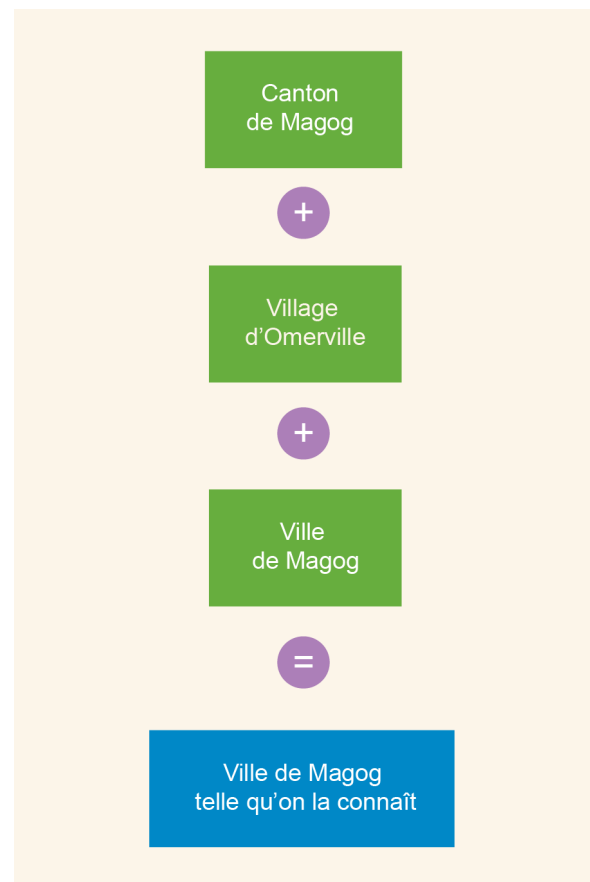 Canton
de Magog
+
Village
d’Omerville
+
Ville
de Magog
=
Ville de Magog
telle qu’on la connaît